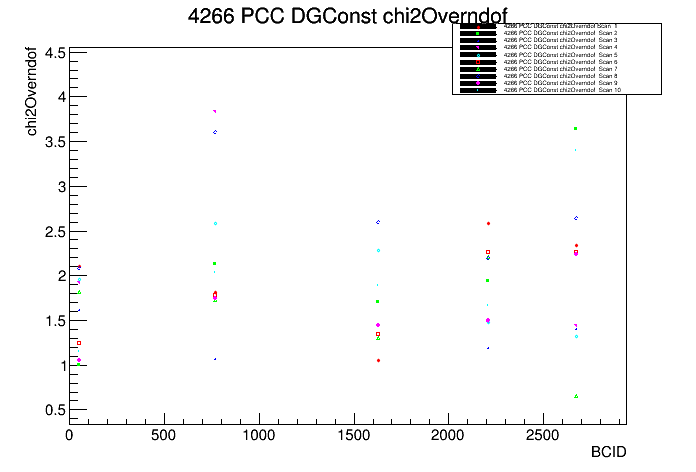 4266 PCC DGConst chi2Overndof
4266 PCC DGConst chi2Overndof Scan 1
4266 PCC DGConst chi2Overndof Scan 2
4266 PCC DGConst chi2Overndof Scan 3
4266 PCC DGConst chi2Overndof Scan 4
4266 PCC DGConst chi2Overndof Scan 5
4266 PCC DGConst chi2Overndof Scan 6
4266 PCC DGConst chi2Overndof Scan 7
4266 PCC DGConst chi2Overndof Scan 8
4266 PCC DGConst chi2Overndof Scan 9
4266 PCC DGConst chi2Overndof Scan 10
chi2Overndof
4.5
4
3.5
3
2.5
2
1.5
1
0.5
0 500 1000 1500 2000 2500
BCID